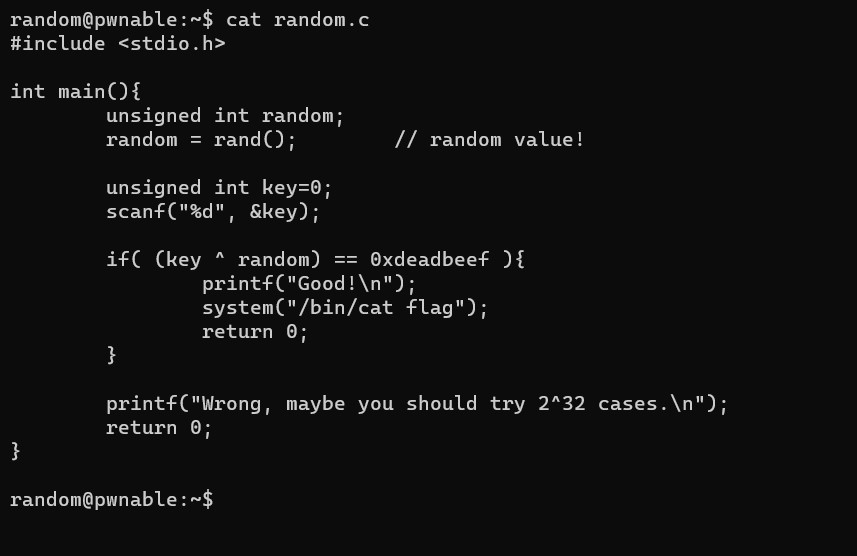 random@pwnable:~$ cat random.c
#include <stdio.h>

int main(){
        unsigned int random;
        random = rand();        // random value!

        unsigned int key=0;
        scanf("%d", &key);

        if( (key ^ random) == 0xdeadbeef ){
                printf("Good!\n");
                system("/bin/cat flag");
                return 0;
        }

        printf("Wrong, maybe you should try 2^32 cases.\n");
        return 0;
}

random@pwnable:~$